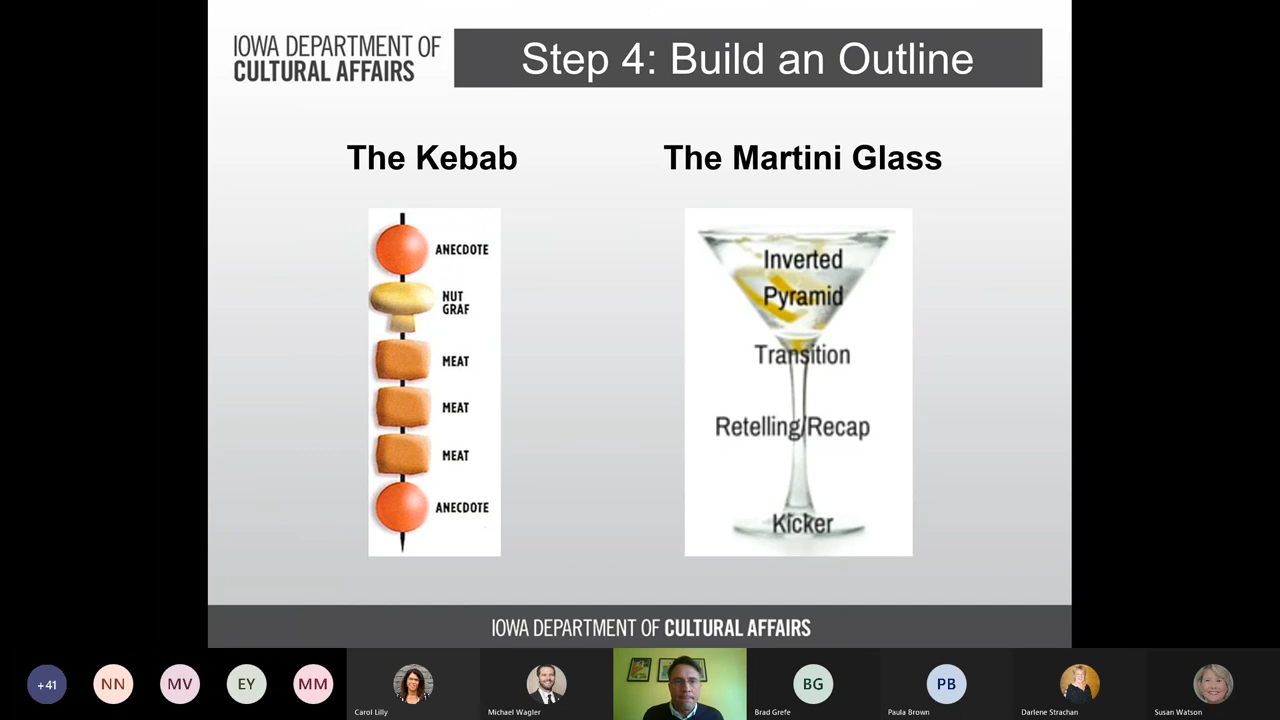 IOWA DEPARTMENT OF
CULTURAL AFFAIRS
Step 4: Build an Outline
The Kebab
The Martini Glass
ANECDOTE
NUT
GRAF
MEAT
MEAT
MEAT
ANECDOTE
Inverted
Pyramid
Transition
Retelling/Recap
Kicker
IOWA DEPARTMENT OF CULTURAL AFFAIRS
+41
NN
MV
EY
MM
Carol Lilly
Michael Wagler
BG
Brad Grefe
PB
Paula Brown
Darlene Strachan
Susan Watson